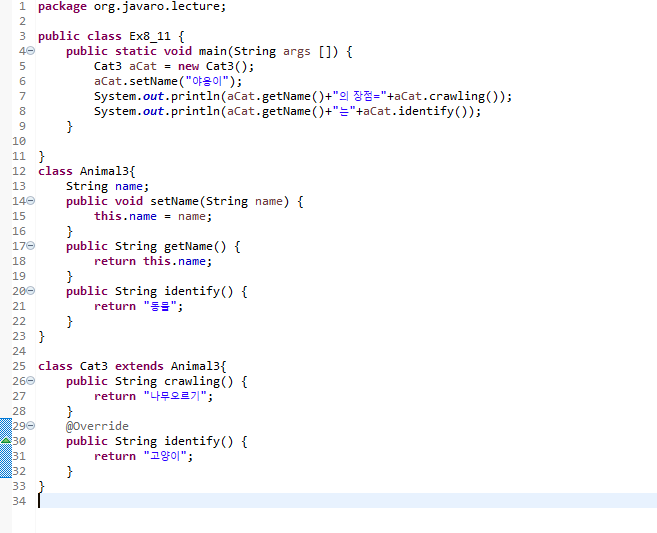 1 package org.javaro.lecture;
2
3 public class Ex8_11 {
4 public static void main(String args []) {
5 Cat3 aCat = new Cat3();
6 aCat.setName("야옹이");
7 System.out.println(aCat.getName()+"의 장점="+aCat.crawling());
8 System.out.println(aCat.getName()+"는"+aCat.identify());
9 }
10
11 }
12 class Animal3{
13 String name;
14 public void setName(String name) {
15 this.name = name;
16 }
17 public String getName() {
18 return this.name;
19 }
20 public String identify() {
21 return "동물";
22 }
23 }
24
25 class Cat3 extends Animal3{
26 public String crawling() {
27 return "나무오르기";
28 }
29 @Override
30 public String identify() {
31 return "고양이";
32 }
33 }
34